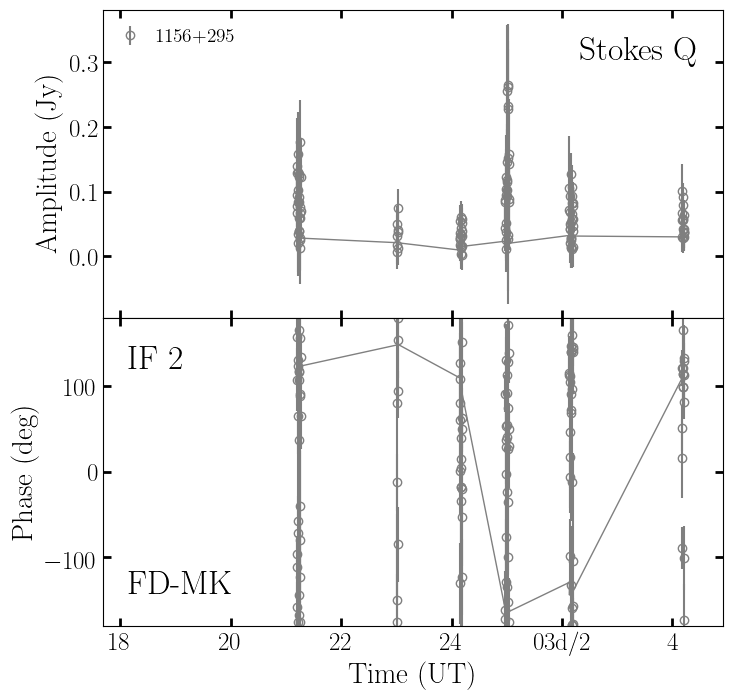 1156+295
Stokes Q
Amplitude (Jy)
0.3
0.2
0.1
0.0
IF 2
FD-MK
Phase (deg)
100
0
−100
18 20 22 24 03d/2 4
Time (UT)